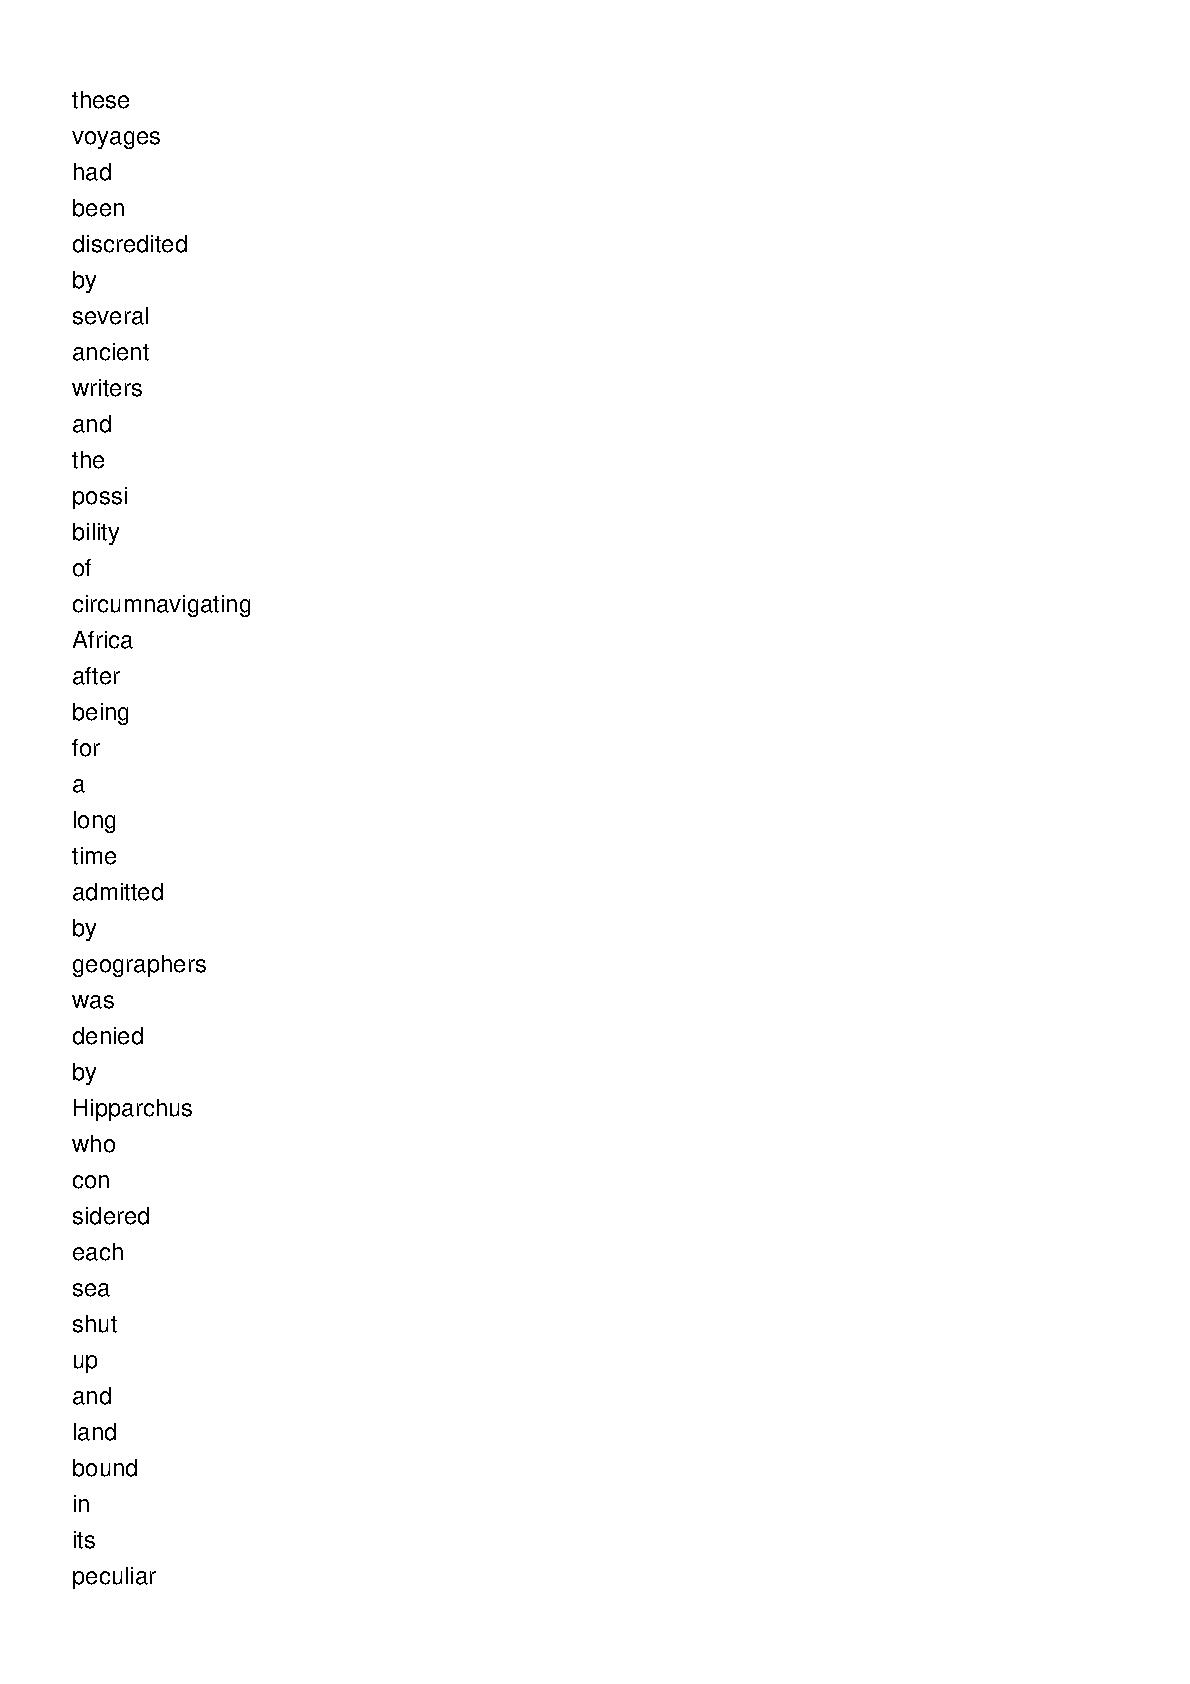 these
voyages
had
been
discredited
by
several
ancient
writers
and
the
possi
bility
of
circumnavigating
Africa
after
being
for
a
long
time
admitted
by
geographers
was
denied
by
Hipparchus
who
con
sidered
each
sea
shut
up
and
land
bound
in
its
peculiar